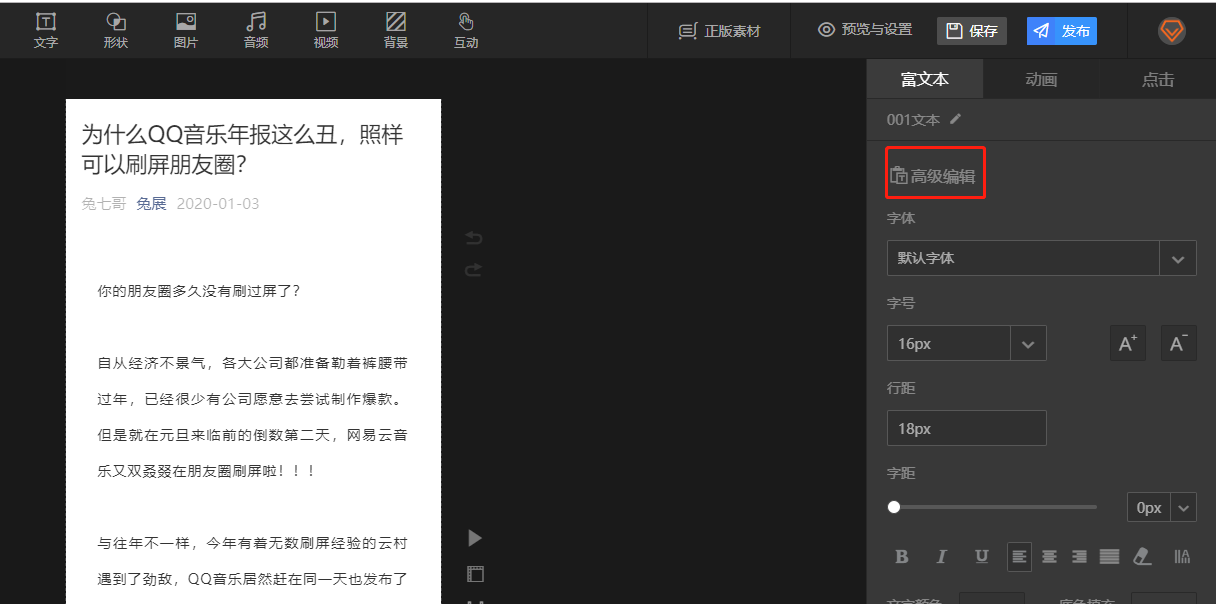 文字 形状 图片 音频 视频 背景 互动 正版素材 预览与设置 保存 发布
富文本 动画 点击
001文本
高级编辑
字体
默认字体
字号
16px A+ A-
行距
18px
字距
0px
B I U
为什么QQ音乐年报这么丑，照样
可以刷屏朋友圈？
兔七哥 兔展 2020-01-03
你的朋友圈多久没有刷过屏了？
自从经济不景气，各大公司都准备勒着裤腰带
过年，已经很少有公司愿意去尝试制作爆款。
但是就在元旦来临前的倒数第二天，网易云音
乐又双叒叕在朋友圈刷屏啦！！！
与往年不一样，今年有着无数刷屏经验的云村
遇到了劲敌，QQ音乐居然赶在同一天也发布了